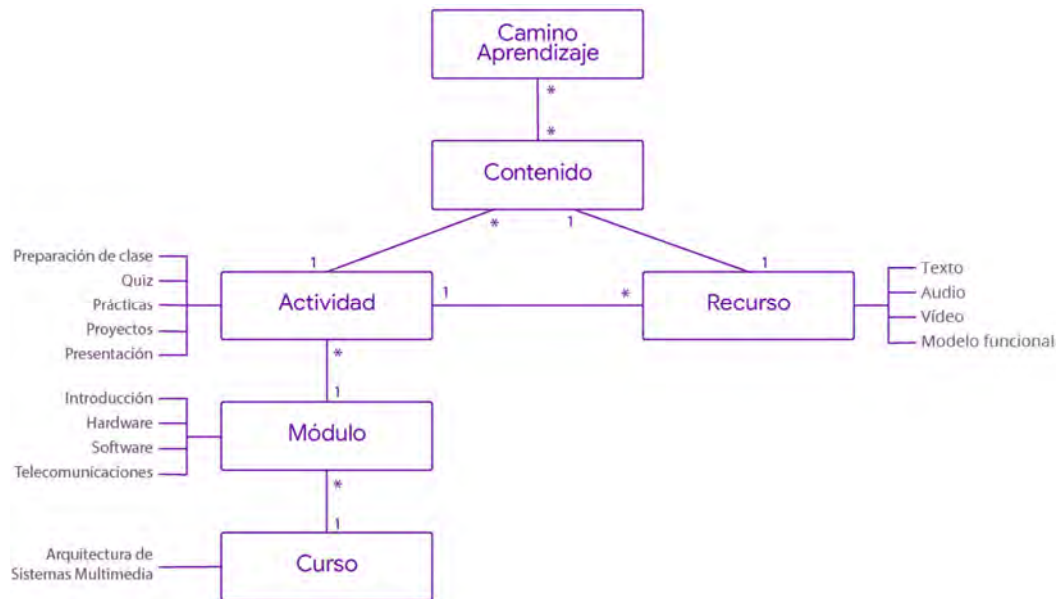 Camino
Aprendizaje
*
*
Contenido
*
1
Preparación de clase
Quiz
Prácticas
Proyectos
Presentación
1
Actividad
1
*
1
Recurso
Texto
Audio
Vídeo
Modelo funcional
*
1
Introducción
Hardware
Software
Telecomunicaciones
Módulo
*
1
Arquitectura de
Sistemas Multimedia
Curso